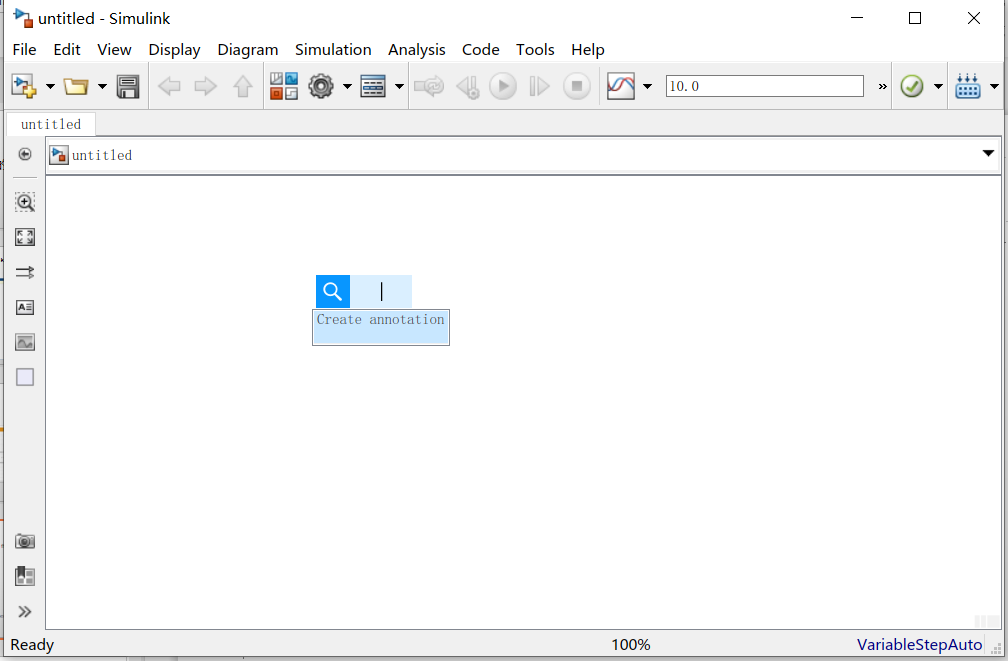 untitled - Simulink
File Edit View Display Diagram Simulation Analysis Code Tools Help
10.0
untitled
untitled
Create annotation
Ready 100% VariableStepAuto